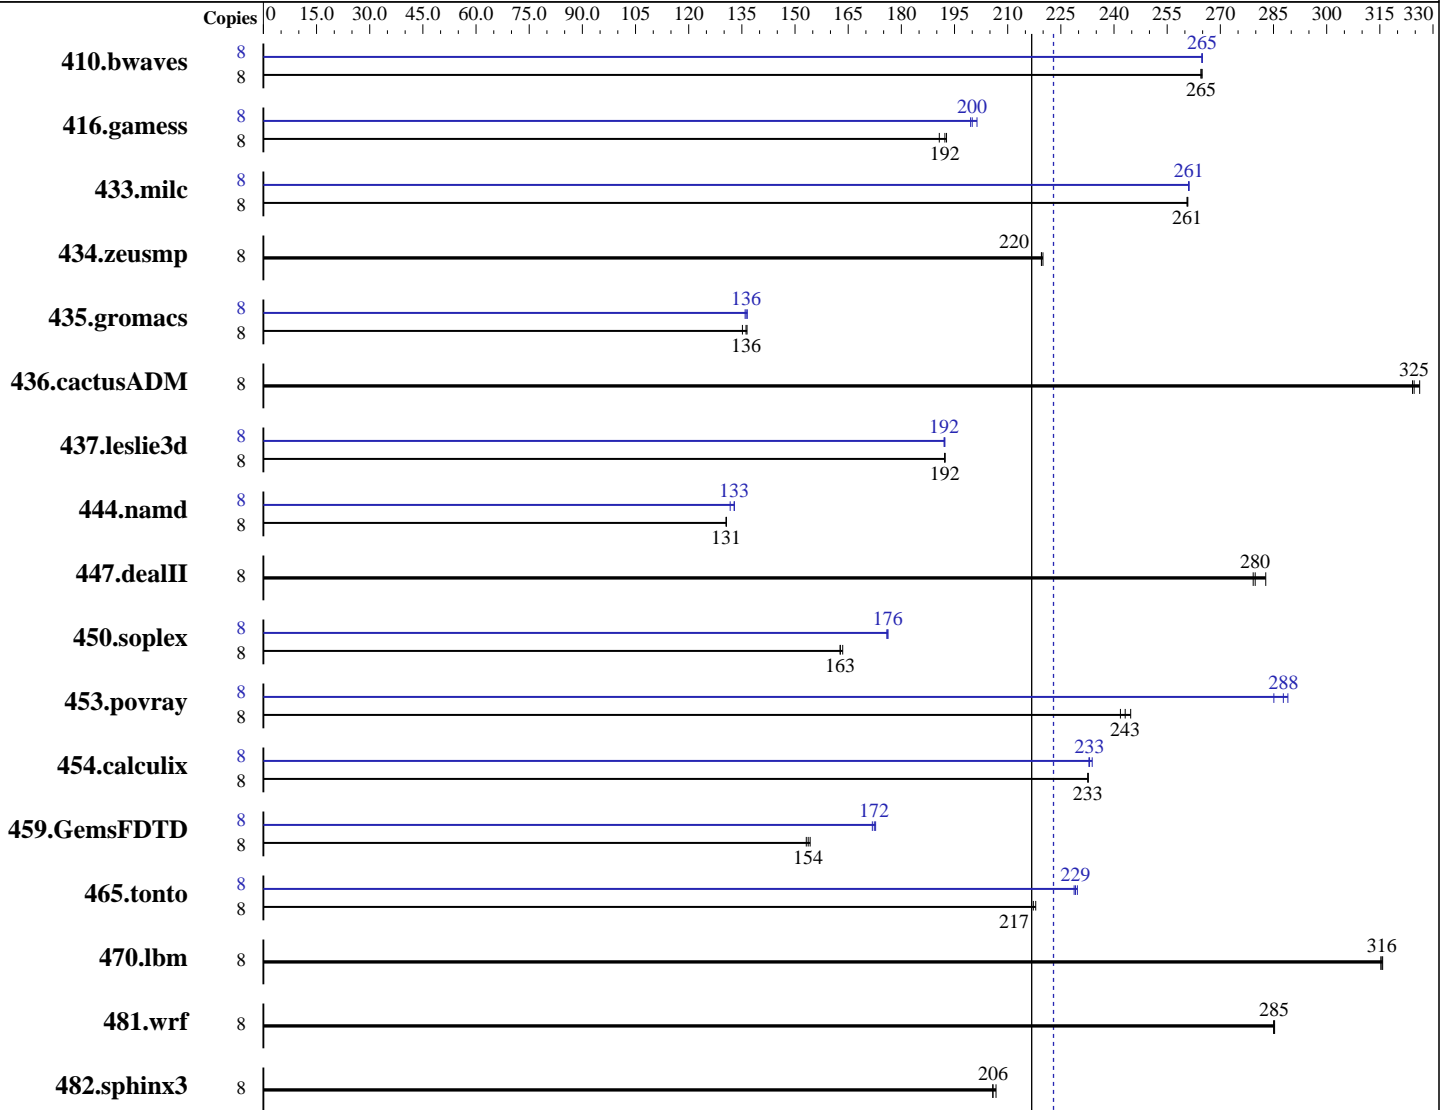 Copies 0 15.0 30.0 45.0 60.0 75.0 90.0 105 120 135 150 165 180 195 210 225 240 255 270 285 300 315 330
410.bwaves 8 265
8 265
416.gamess 8 200
8 192
433.milc 8 261
8 261
434.zeusmp 8 220
435.gromacs 8 136
8 136
436.cactusADM 8 325
437.leslie3d 8 192
8 192
444.namd 8 133
8 131
447.dealII 8 280
450.soplex 8 176
8 163
453.povray 8 288
8 243
454.calculix 8 233
8 233
459.GemsFDTD 8 172
8 154
465.tonto 8 229
8 217
470.lbm 8 316
481.wrf 8 285
482.sphinx3 8 206